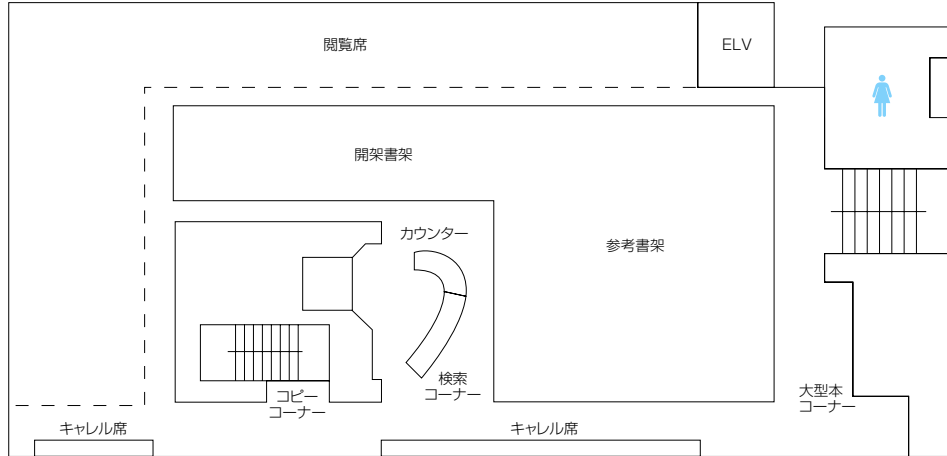 閲覧席
ELV
開架書架
カウンター
参考書架
検索
コーナー
コピー
コーナー
大型本
コーナー
キャレル席
キャレル席